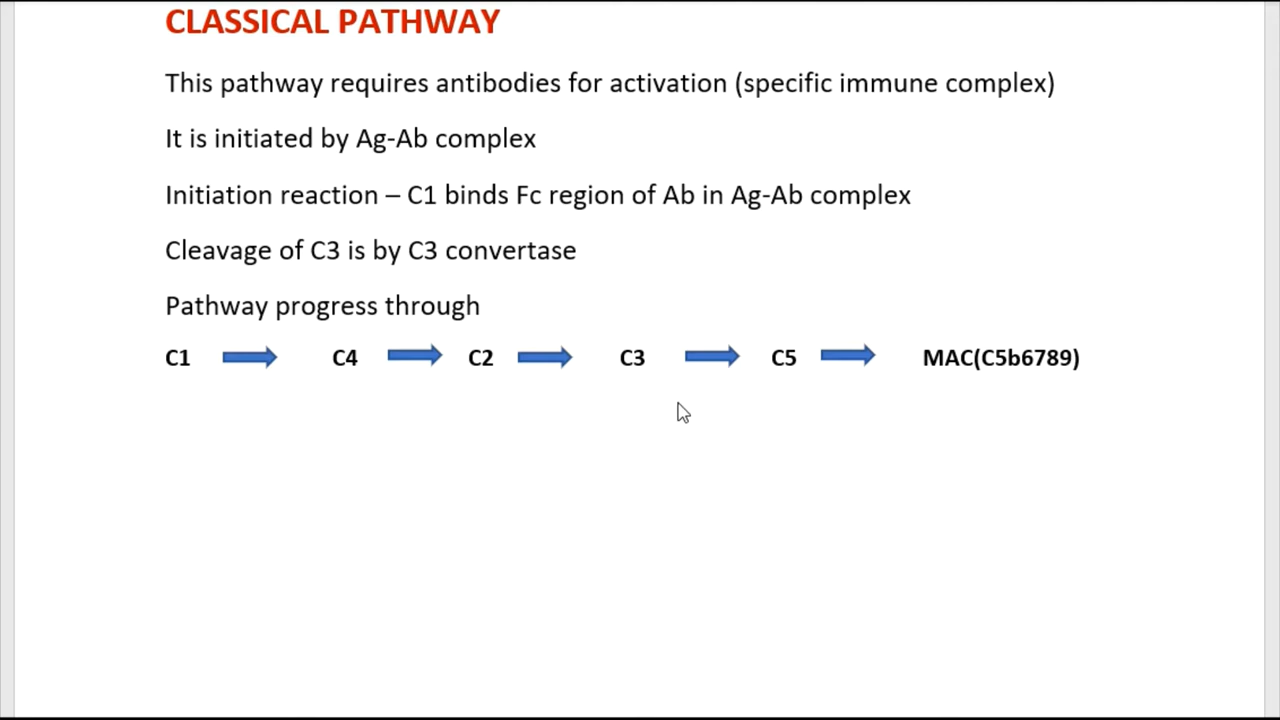 CLASSICAL PATHWAY
This pathway requires antibodies for activation (specific immune complex)
It is initiated by Ag-Ab complex
Initiation reaction – C1 binds Fc region of Ab in Ag-Ab complex
Cleavage of C3 is by C3 convertase
Pathway progress through
C1 C4 C2 C3 C5 MAC(C5b6789)